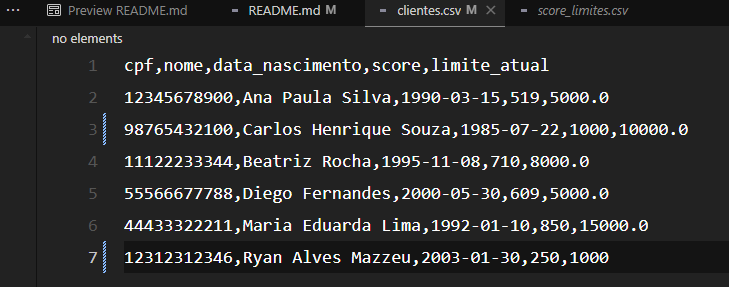 ··· Preview README.md README.md M clientes.csv M × score_limites.csv
no elements
1 cpf,nome,data_nascimento,score,limite_atual
2 12345678900,Ana Paula Silva,1990-03-15,519,5000.0
3 98765432100,Carlos Henrique Souza,1985-07-22,1000,10000.0
4 11122233344,Beatriz Rocha,1995-11-08,710,8000.0
5 55566677788,Diego Fernandes,2000-05-30,609,5000.0
6 44433322211,Maria Eduarda Lima,1992-01-10,850,15000.0
7 12312312346,Ryan Alves Mazzeu,2003-01-30,250,1000